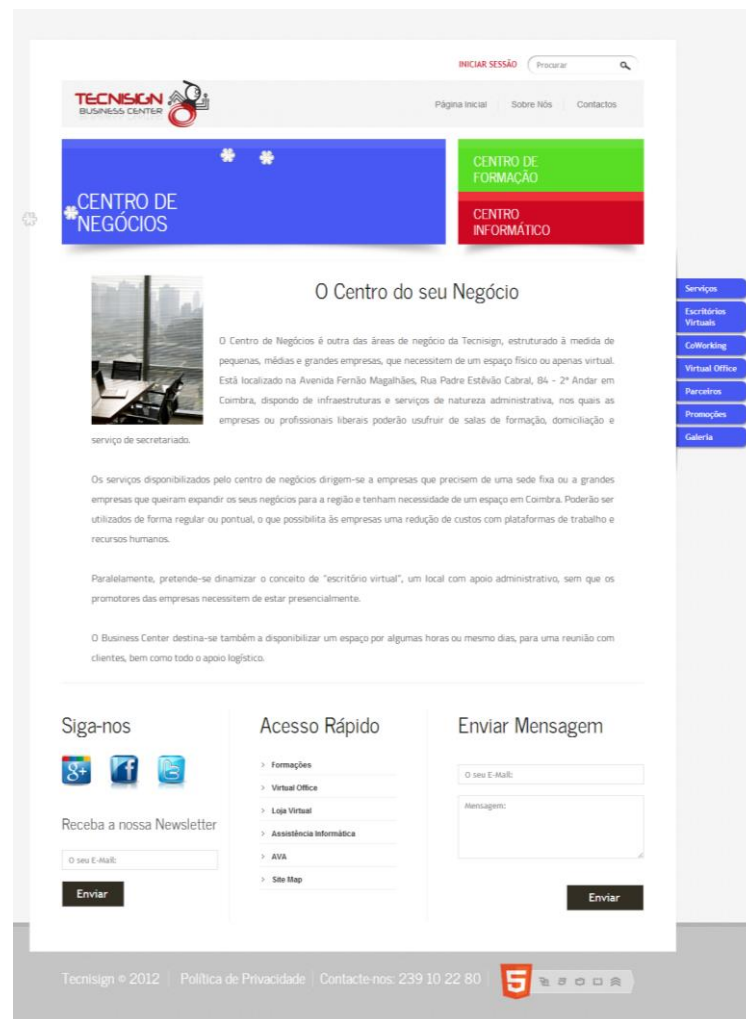 INICIAR SESSÃO
Procurar
TECNISIGN
BUSINESS CENTER
Página Inicial
Sobre Nós
Contactos
CENTRO DE
NEGÓCIOS
CENTRO DE
FORMAÇÃO
CENTRO
INFORMÁTICO
Serviços
Escritórios
Virtuais
CoWorking
Virtual Office
Parceiros
Promoções
Galeria
O Centro do seu Negócio
O Centro de Negócios é outra das áreas de negócio da Tecnisign, estruturado à medida de
pequenas, médias e grandes empresas, que necessitem de um espaço físico ou apenas virtual.
Está localizado na Avenida Fernão Magalhães, Rua Padre Estêvão Cabral, 84 - 2º Andar em
Coimbra, dispondo de infraestruturas e serviços de natureza administrativa, nos quais as
empresas ou profissionais liberais poderão usufruir de salas de formação, domiciliação e
serviço de secretariado.
Os serviços disponibilizados pelo centro de negócios dirigem-se a empresas que precisem de uma sede fixa ou a grandes
empresas que queiram expandir os seus negócios para a região e tenham necessidade de um espaço em Coimbra. Poderão ser
utilizados de forma regular ou pontual, o que possibilita às empresas uma redução de custos com plataformas de trabalho e
recursos humanos.
Paralelamente, pretende-se dinamizar o conceito de "escritório virtual", um local com apoio administrativo, sem que os
promotores das empresas necessitem de estar presencialmente.
O Business Center destina-se também a disponibilizar um espaço por algumas horas ou mesmo dias, para uma reunião com
clientes, bem como todo o apoio logístico.
Siga-nos
Receba a nossa Newsletter
O seu E-Mail:
Enviar
Acesso Rápido
Formações
Virtual Office
Loja Virtual
Assistência Informática
AVA
Site Map
Enviar Mensagem
O seu E-Mail:
Mensagem:
Enviar
Tecnisign © 2012 | Política de Privacidade | Contacte-nos: 239 10 22 80 |